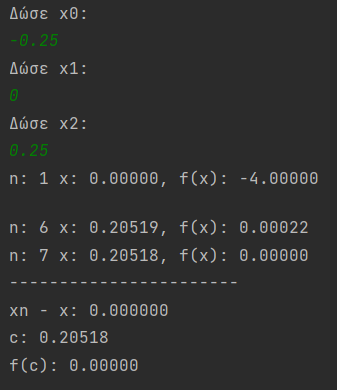 Δώσε x0:
-0.25
Δώσε x1:
0
Δώσε x2:
0.25
n: 1 x: 0.00000, f(x): -4.00000
n: 6 x: 0.20519, f(x): 0.00022
n: 7 x: 0.20518, f(x): 0.00000
-----------------------
xn - x: 0.000000
c: 0.20518
f(c): 0.00000